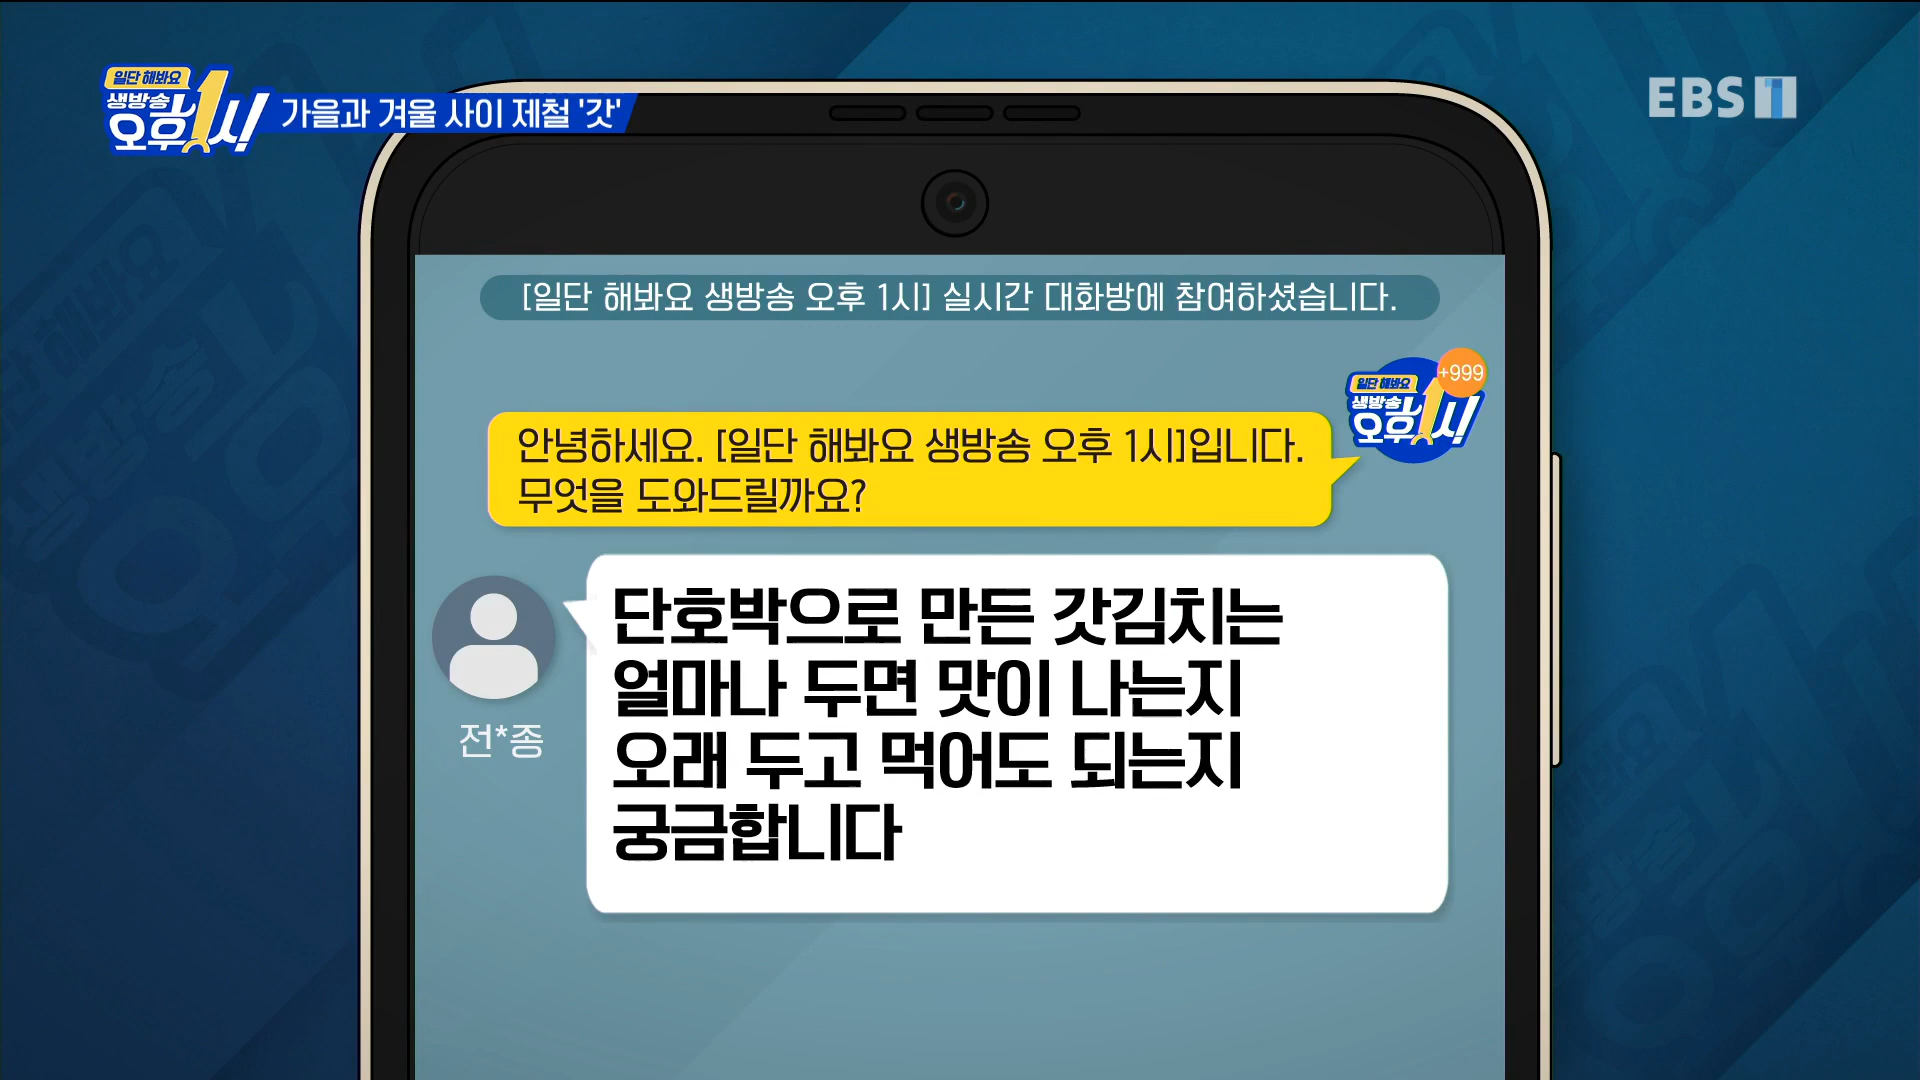 일단 해봐요
생방송
오후1시!
가을과 겨울 사이 제철 '갓'
EBS 1
[일단 해봐요 생방송 오후 1시] 실시간 대화방에 참여하셨습니다.
+999
일단 해봐요
생방송
오후1시!
안녕하세요. [일단 해봐요 생방송 오후 1시]입니다.
무엇을 도와드릴까요?
단호박으로 만든 갓김치는
얼마나 두면 맛이 나는지
오래 두고 먹어도 되는지
궁금합니다
전*종